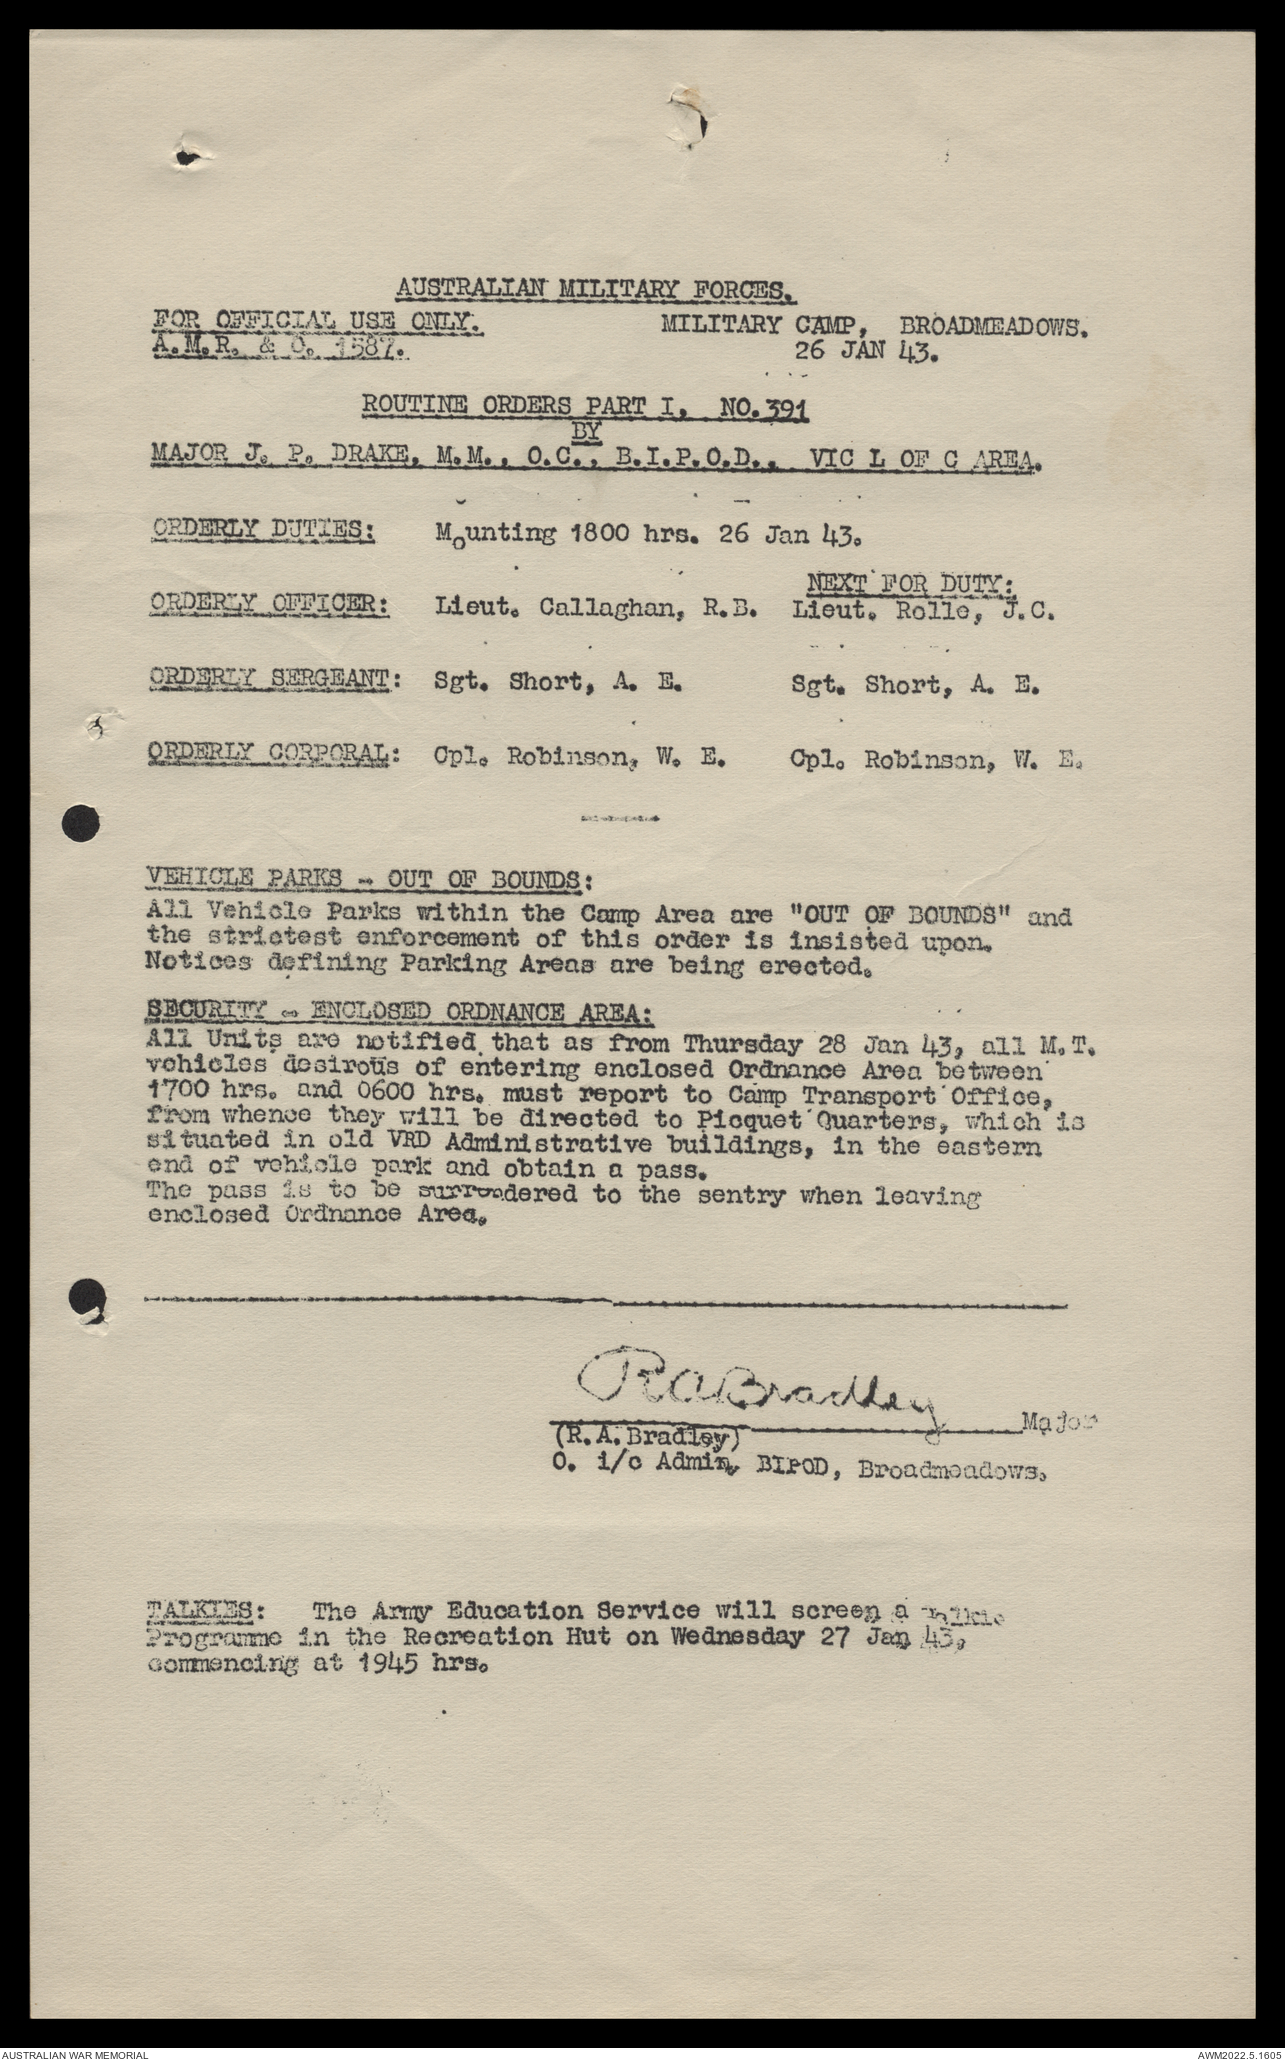 AUSTRALIAN MILITARY FORCES.
FOR OFFICIAL USE ONLY. MILITARY CAMP, BROADMEADOWS.
A.M.R. & O. 1587. 26 JAN 43.
ROUTINE ORDERS PART I, NO.391
BY
MAJOR J. P. DRAKE, M.M., O.C., B.I.P.O.D., VIC L OF C AREA.
ORDERLY DUTIES: Mounting 1800 hrs. 26 Jan 43.
NEXT FOR DUTY:
ORDERLY OFFICER: Lieut. Callaghan, R.B. Lieut. Rolle, J.C.
ORDERLY SERGEANT: Sgt. Short, A. E. Sgt. Short, A. E.
ORDERLY CORPORAL: Cpl. Robinson, W. E. Cpl. Robinson, W. E.
VEHICLE PARKS - OUT OF BOUNDS:
All Vehicle Parks within the Camp Area are "OUT OF BOUNDS" and
the strictest enforcement of this order is insisted upon.
Notices defining Parking Areas are being erected.
SECURITY - ENCLOSED ORDNANCE AREA:
All Units are notified that as from Thursday 28 Jan 43, all M.T.
vehicles desirous of entering enclosed Ordnance Area between
1700 hrs. and 0600 hrs. must report to Camp Transport Office,
from whence they will be directed to Picquet Quarters, which is
situated in old VRD Administrative buildings, in the eastern
end of vehicle park and obtain a pass.
The pass is to be surrendered to the sentry when leaving
enclosed Ordnance Area.
RABradley
Major
(R.A.Bradley)
O. i/c Admin, BIPOD, Broadmeadows.
TALKIES: The Army Education Service will screen a Talkie
Programme in the Recreation Hut on Wednesday 27 Jan 43,
commencing at 1945 hrs.
AUSTRALIAN WAR MEMORIAL AWM2022.5.1605